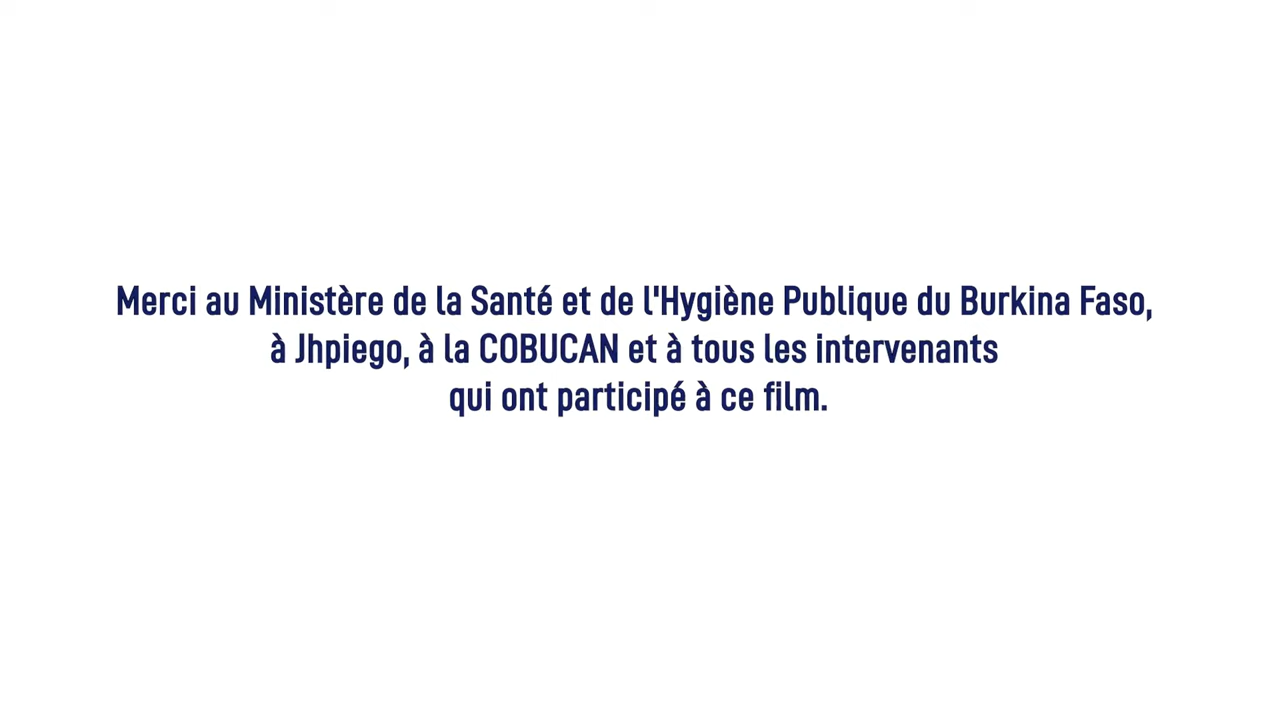 Merci au Ministère de la Santé et de l'Hygiène Publique du Burkina Faso,
à Jhpiego, à la COBUCAN et à tous les intervenants
qui ont participé à ce film.